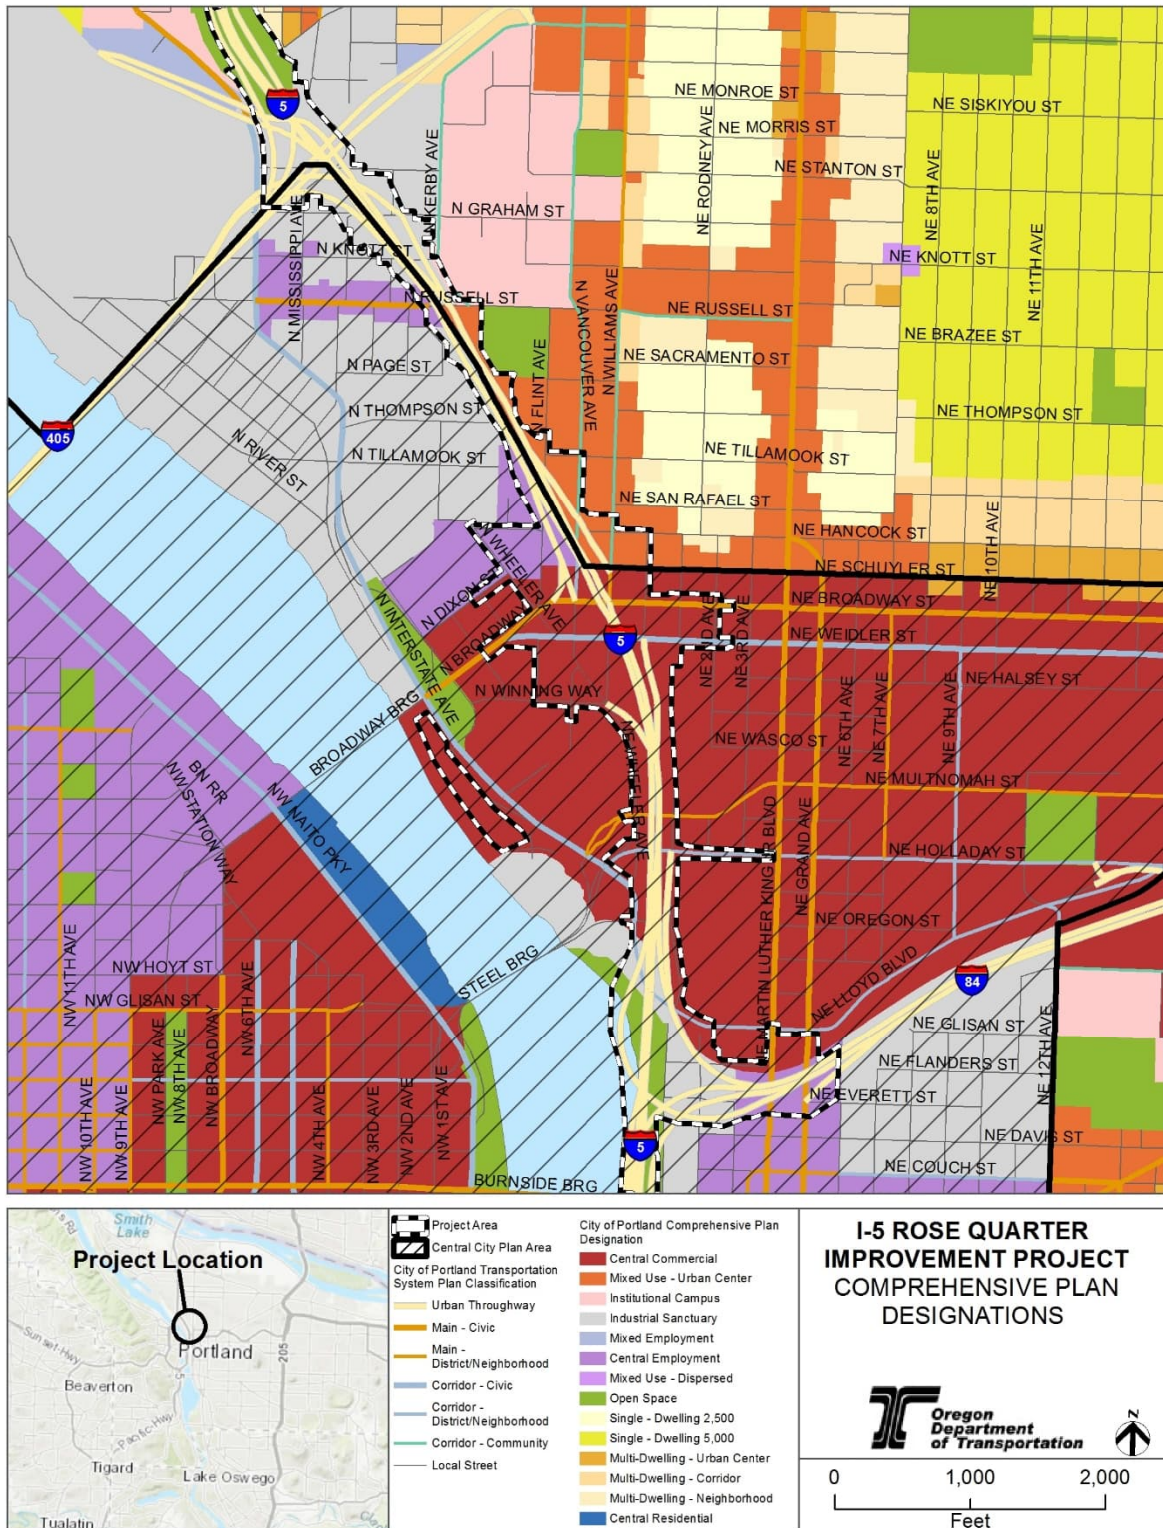 NE MONROE ST
NE SISKIYOU ST
NE MORRIS ST
5
NE STANTON ST
N KERBY AVE
NE RODNEY AVE
NE 8TH AVE
N GRAHAM ST
N MISSISSIPPI AVE
N KNOTT ST
NE KNOTT ST
NE 11TH AVE
N RUSSELL ST
N VANCOUVER AVE
N WILLIAMS AVE
NE RUSSELL ST
NE BRAZEE ST
N PAGE ST
NE SACRAMENTO ST
N FLINT AVE
N THOMPSON ST
NE THOMPSON ST
405
N RIVER ST
N TILLAMOOK ST
NE TILLAMOOK ST
NE SAN RAFAEL ST
NE HANCOCK ST
NE 10TH AVE
N WHEELER AVE
NE SCHUYLER ST
N DIXON ST
NE BROADWAY ST
N INTERSTATE AVE
N BROADWAY
5
NE 2ND AVE
NE 3RD AVE
NE WEIDLER ST
N WINNING WAY
NE HALSEY ST
NE 6TH AVE
NE 7TH AVE
NE 9TH AVE
BROADWAY BRG
NE WHEELER AVE
NE WASCO ST
NE MULTNOMAH ST
BN R/R
NW STATION WAY
NW NAITO PKY
NE MARTIN LUTHER KING JR BLVD
NE GRAND AVE
NE HOLLADAY ST
NE OREGON ST
NW 11TH AVE
NW HOYT ST
STEEL BRG
NE LLOYD BLVD
84
NW GLISAN ST
NW 6TH AVE
NE GLISAN ST
NW PARK AVE
NW 8TH AVE
NW BROADWAY
NE FLANDERS ST
NE 12TH AVE
NW 10TH AVE
NW 9TH AVE
NW 4TH AVE
NW 3RD AVE
NW 2ND AVE
NW 1ST AVE
NE EVERETT ST
5
NE DAVIS ST
NE COUCH ST
BURNSIDE BRG
Smith
Lake
Project Location
Portland
Sunset-Hwy
205
5
Beaverton
Pacific-Hwy
Tigard
Lake Oswego
Tualatin
Project Area
Central City Plan Area
City of Portland Transportation
System Plan Classification
Urban Throughway
Main - Civic
Main -
District/Neighborhood
Corridor - Civic
Corridor -
District/Neighborhood
Corridor - Community
Local Street
City of Portland Comprehensive Plan
Designation
Central Commercial
Mixed Use - Urban Center
Institutional Campus
Industrial Sanctuary
Mixed Employment
Central Employment
Mixed Use - Dispersed
Open Space
Single - Dwelling 2,500
Single - Dwelling 5,000
Multi-Dwelling - Urban Center
Multi-Dwelling - Corridor
Multi-Dwelling - Neighborhood
Central Residential
I-5 ROSE QUARTER
IMPROVEMENT PROJECT
COMPREHENSIVE PLAN
DESIGNATIONS
Oregon
Department
of Transportation
N
0 1,000 2,000
Feet